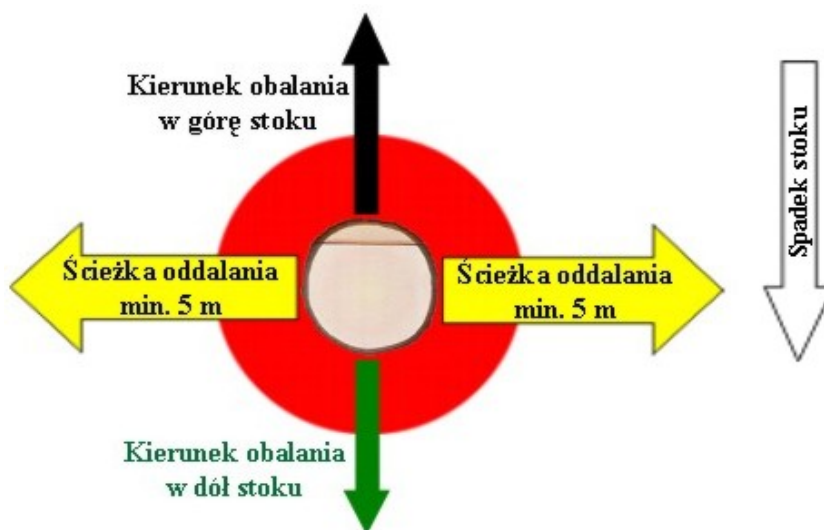 Kierunek obalania
w górę stoku
Ścieżka oddalania
min. 5 m
Ścieżka oddalania
min. 5 m
Spadek stoku
Kierunek obalania
w dół stoku